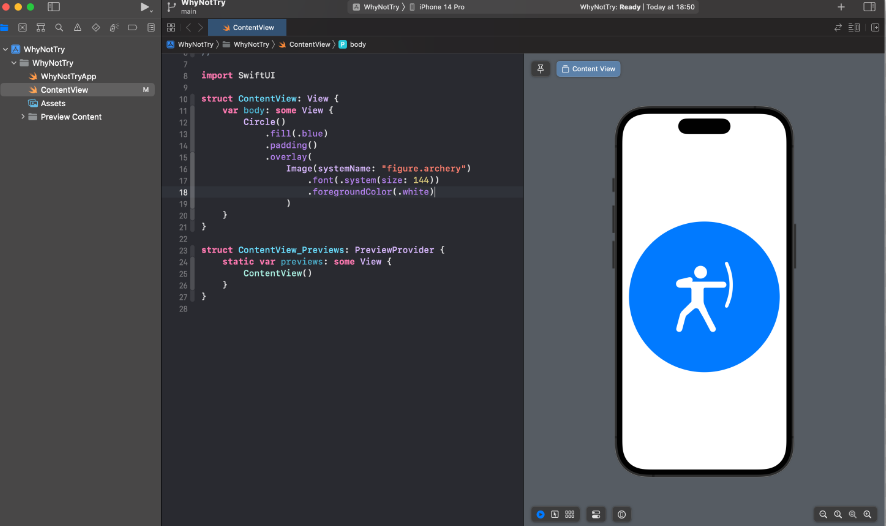 WhyNotTry
main
WhyNotTry 〉 iPhone 14 Pro
WhyNotTry: Ready | Today at 18:50
ContentView
WhyNotTry 〉 WhyNotTry 〉 ContentView 〉 P body
WhyNotTry
WhyNotTry
WhyNotTryApp
ContentView M
Assets
Preview Content
7
8 import SwiftUI
9
10 struct ContentView: View {
11 var body: some View {
12 Circle()
13 .fill(.blue)
14 .padding()
15 .overlay(
16 Image(systemName: "figure.archery")
17 .font(.system(size: 144))
18 .foregroundColor(.white)
19 )
20 }
21 }
22
23 struct ContentView_Previews: PreviewProvider {
24 static var previews: some View {
25 ContentView()
26 }
27 }
28
Content View